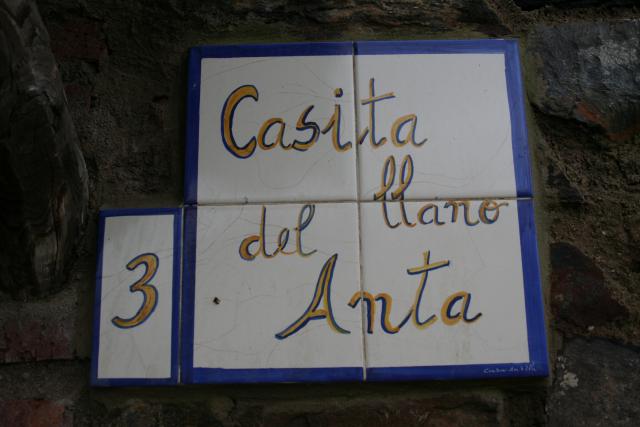 Casita
del llano
Anta
3